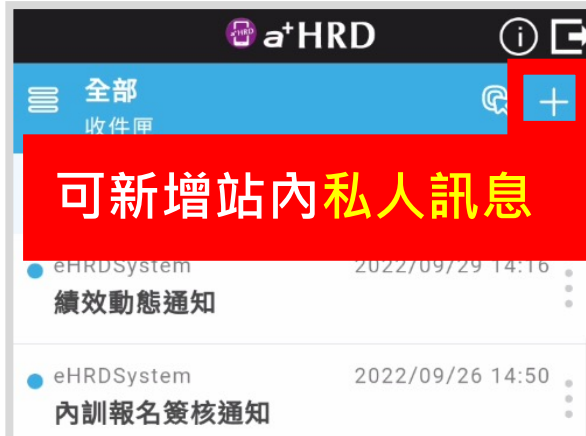 a+HRD
全部
收件匣
可新增站內私人訊息
eHRDSystem 2022/09/29 14:16
績效動態通知
eHRDSystem 2022/09/26 14:50
內訓報名簽核通知